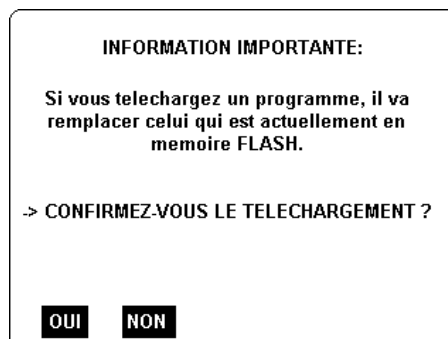 INFORMATION IMPORTANTE:
Si vous telechargez un programme, il va
remplacer celui qui est actuellement en
memoire FLASH.
-> CONFIRMEZ-VOUS LE TELECHARGEMENT ?
OUI NON